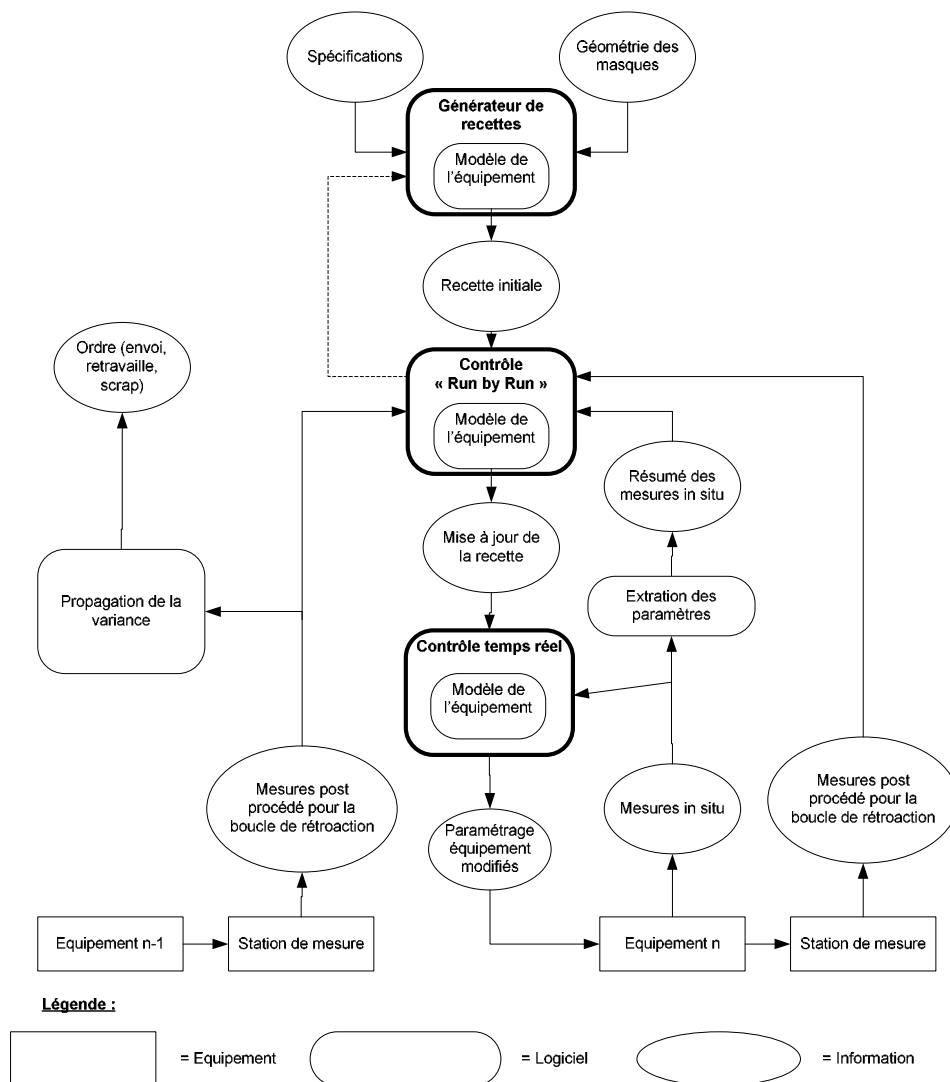 Spécifications
Géométrie des
masques
Générateur de
recettes
Modèle de
l'équipement
Recette initiale
Ordre (envoi,
retravaille,
scrap)
Contrôle
« Run by Run »
Modèle de
l'équipement
Résumé des
mesures in situ
Mise à jour de
la recette
Propagation de la
variance
Extration des
paramètres
Contrôle temps réel
Modèle de
l'équipement
Mesures post
procédé pour la
boucle de rétroaction
Paramétrage
équipement
modifiés
Mesures in situ
Mesures post
procédé pour la
boucle de rétroaction
Equipement n-1
Station de mesure
Equipement n
Station de mesure
Légende :
= Equipement
= Logiciel
= Information